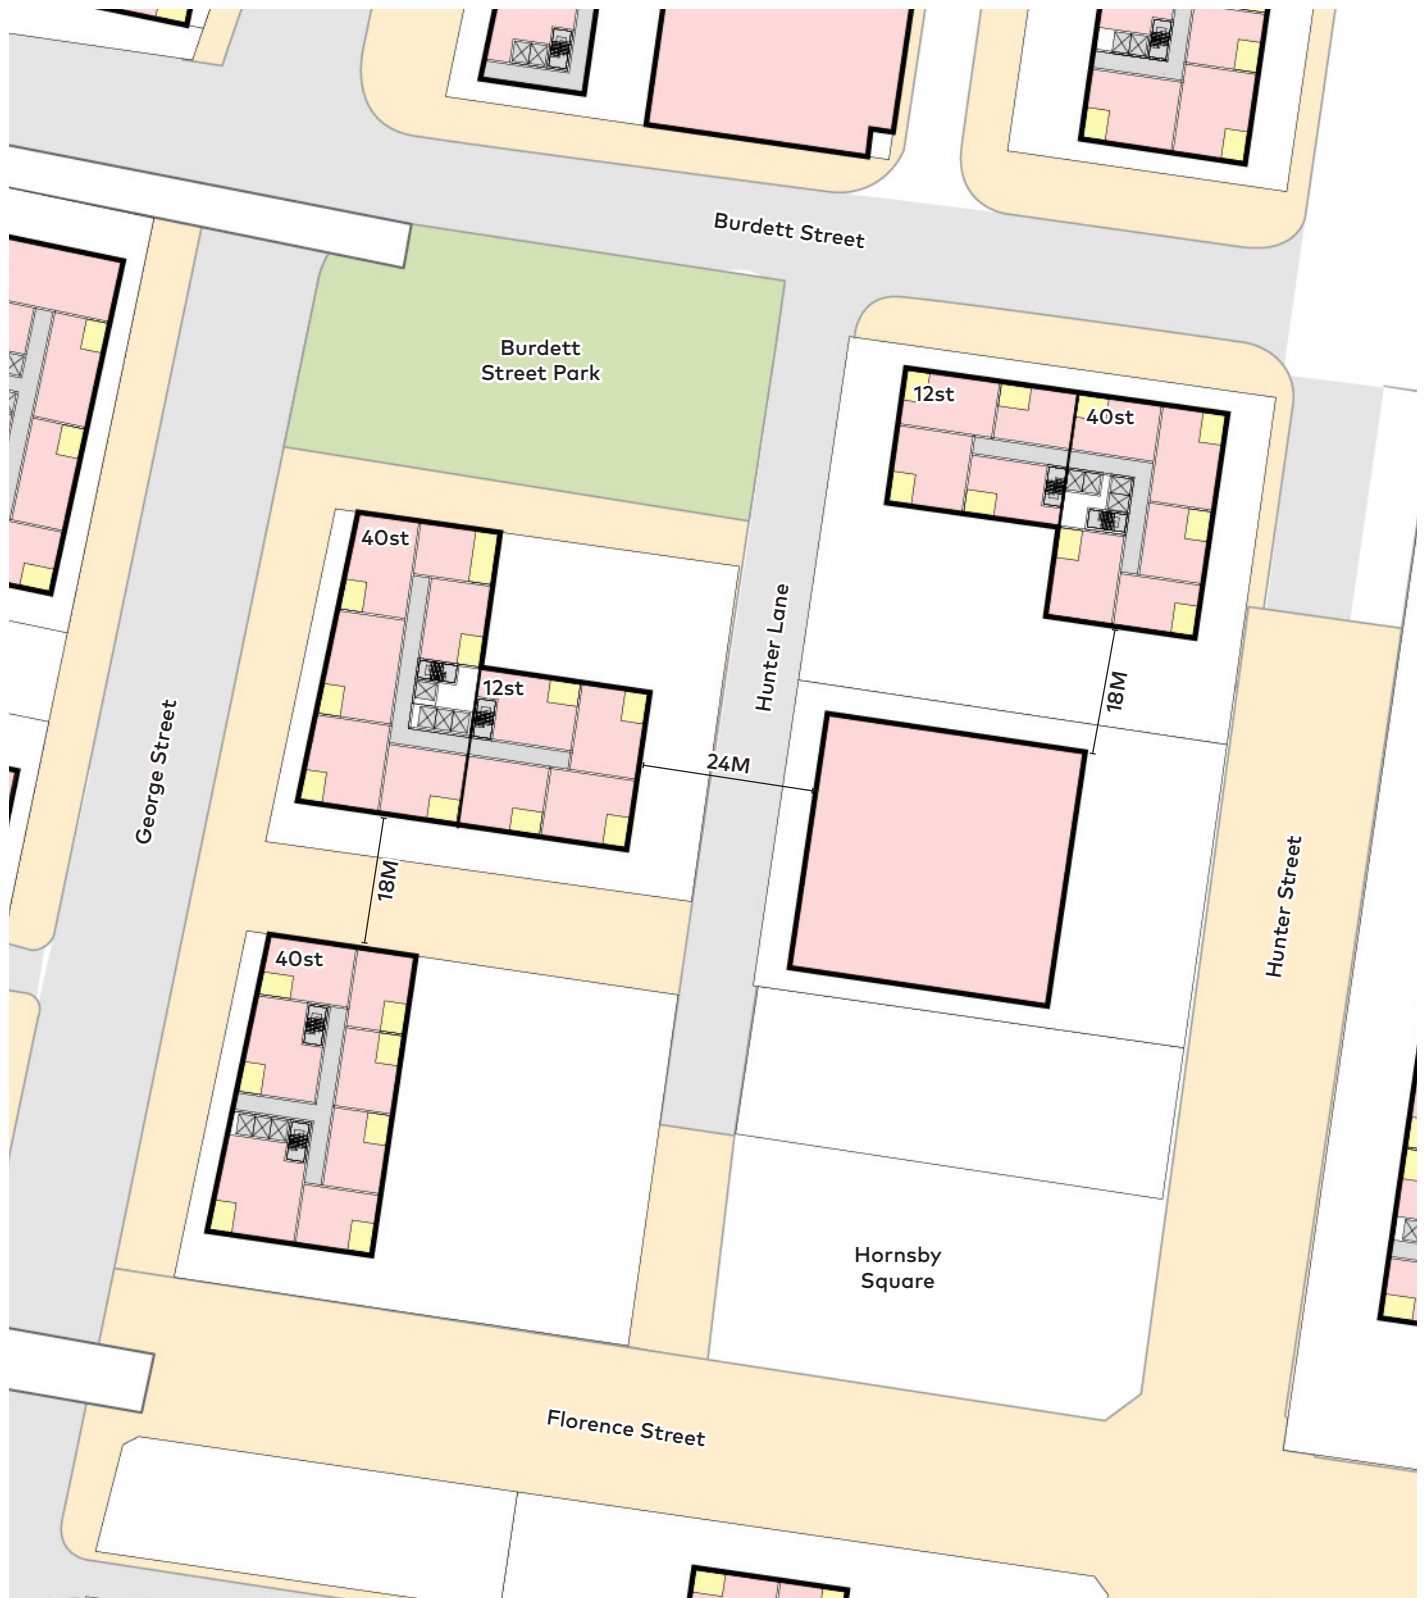 Burdett Street
Burdett
Street Park
12st
40st
40st
Hunter Lane
18M
12st
George Street
24M
18M
Hunter Street
40st
Hornsby
Square
Florence Street